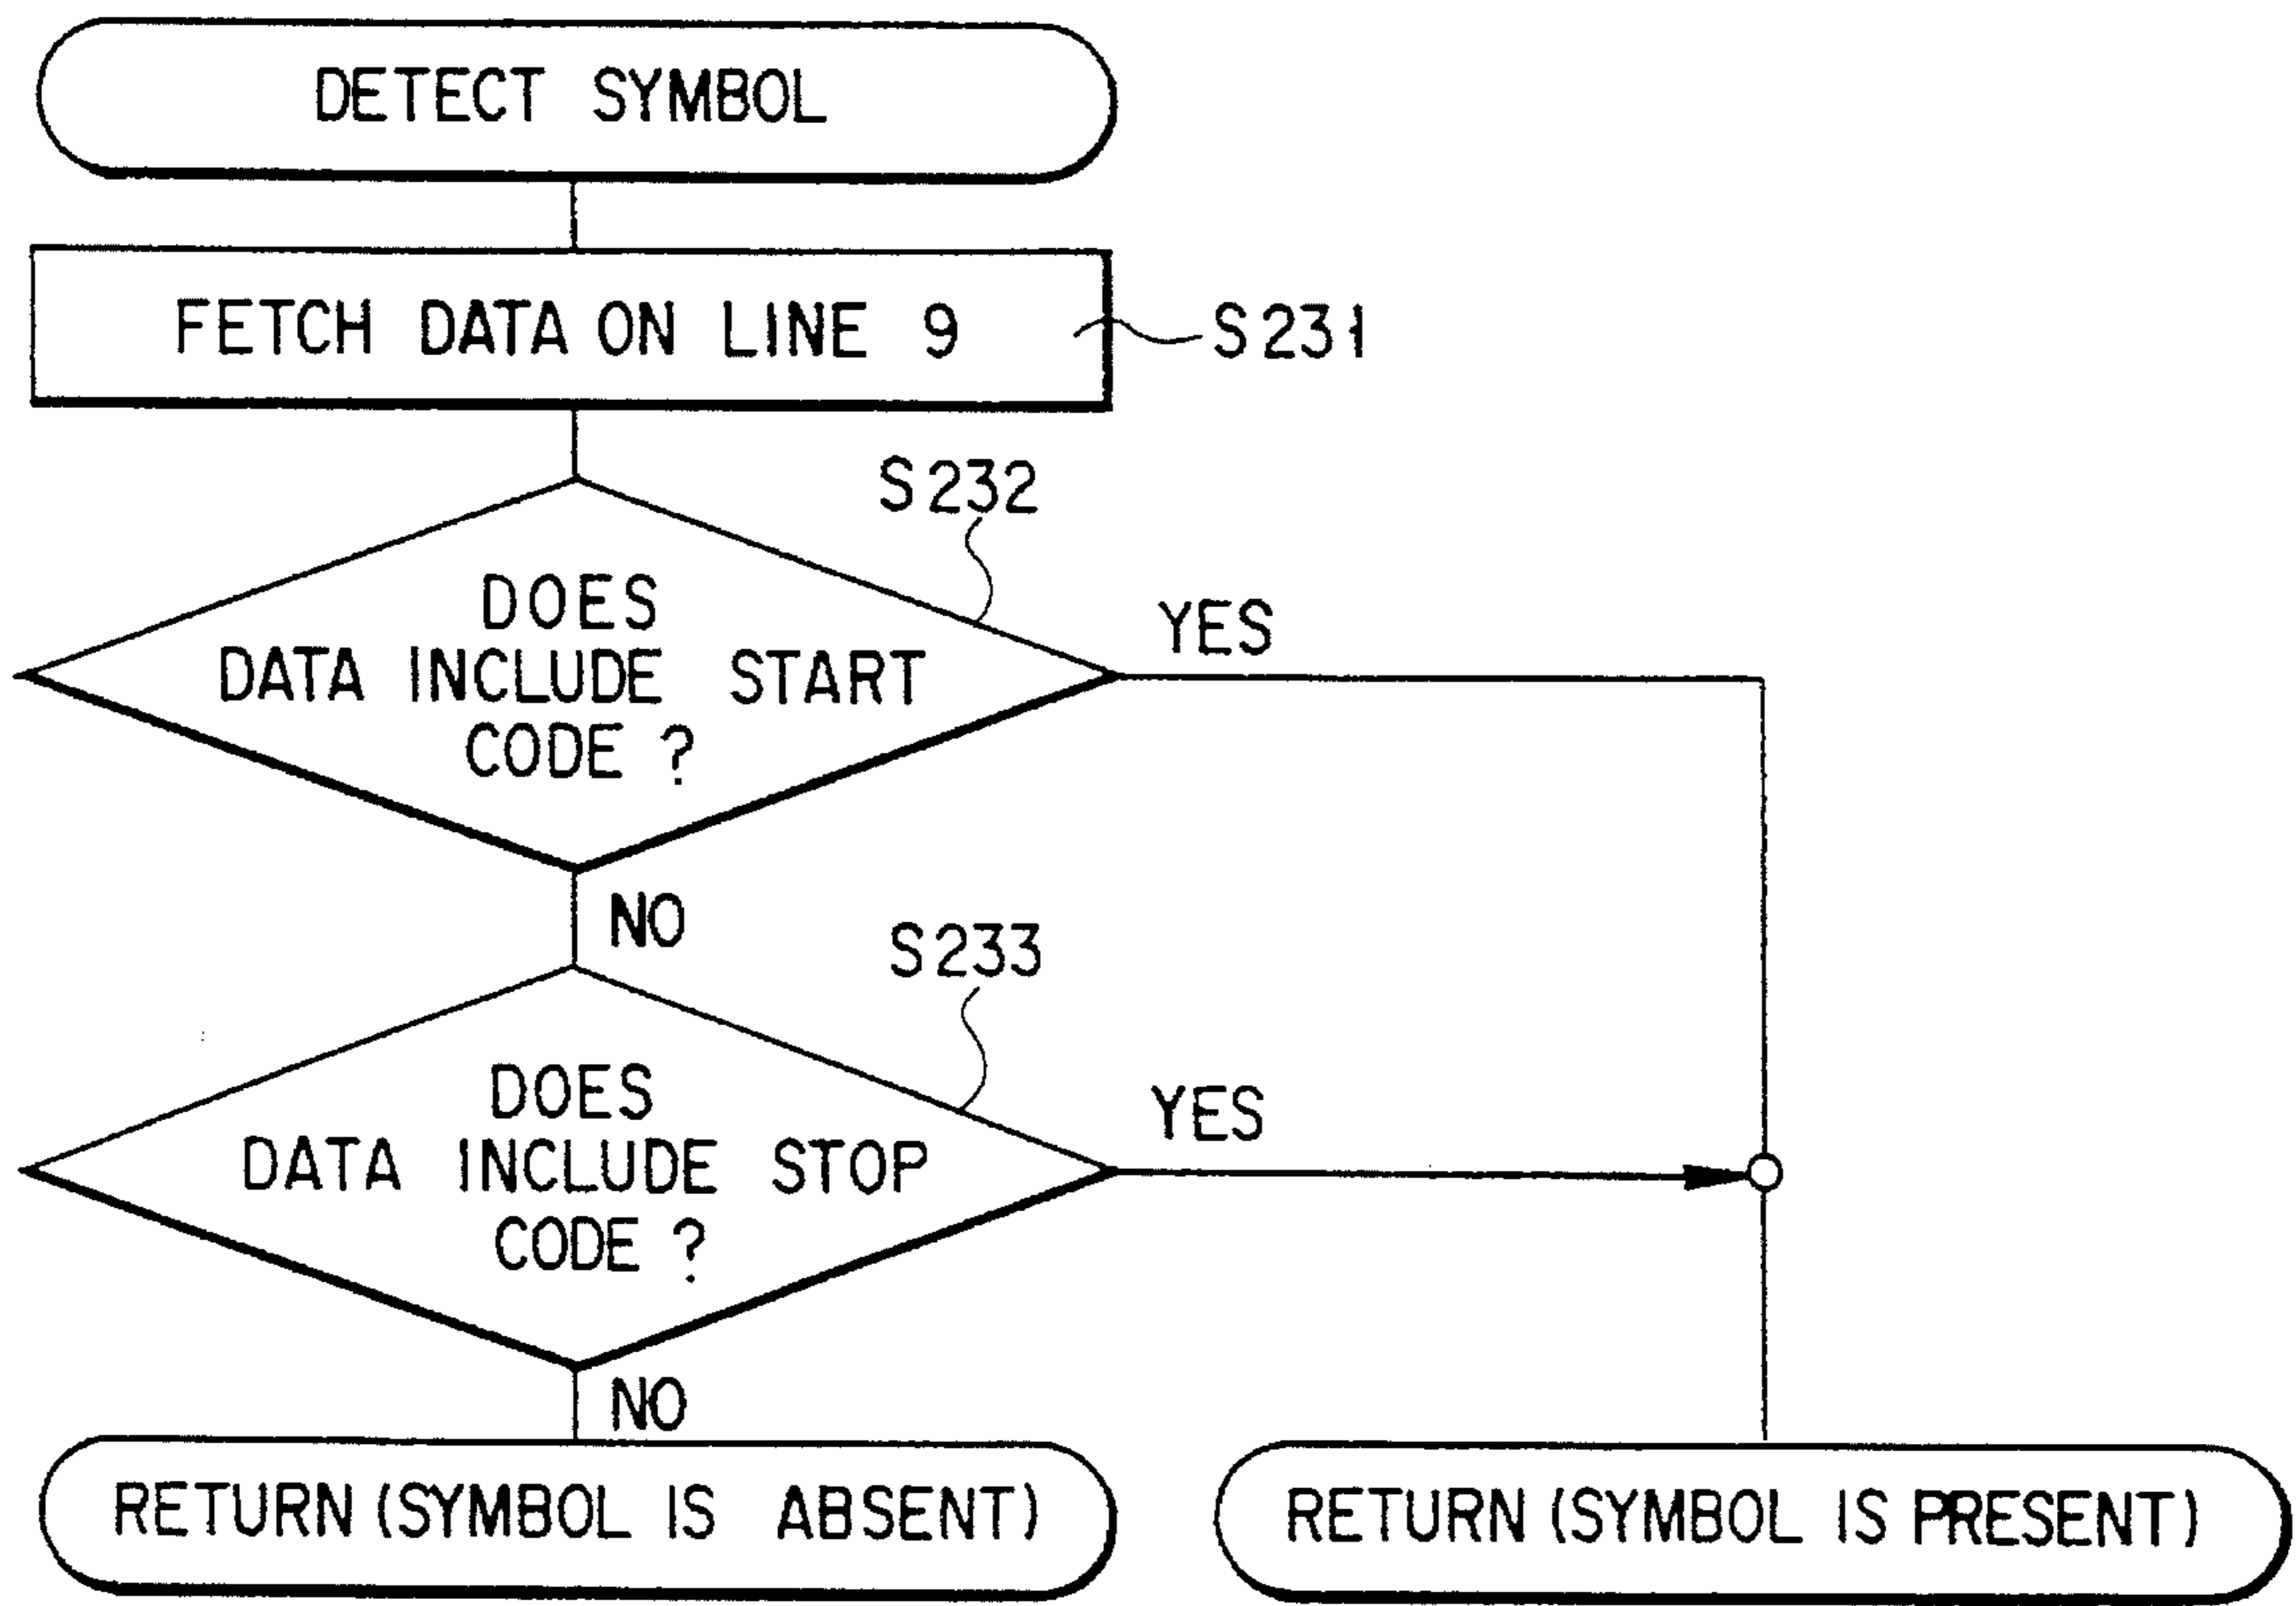 DETECT SYMBOL
FETCH DATA ON LINE 9
S231
S232
DOES
DATA INCLUDE START
CODE ?
YES
NO
S233
DOES
DATA INCLUDE STOP
CODE ?
YES
NO
RETURN (SYMBOL IS ABSENT)
RETURN (SYMBOL IS PRESENT)